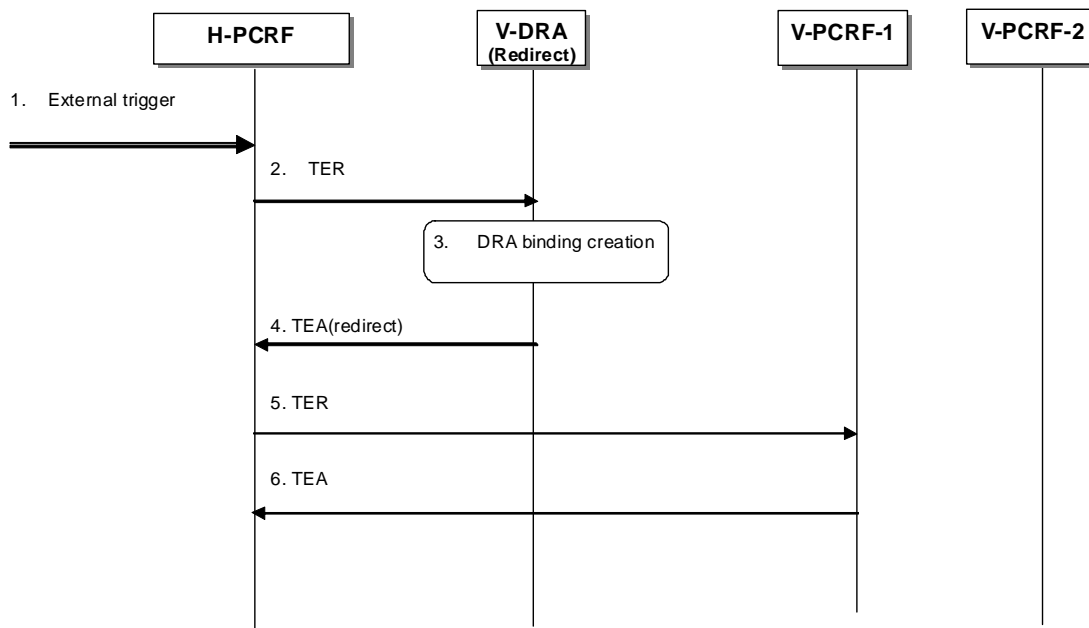 H-PCRF
V-DRA
(Redirect)
V-PCRF-1
V-PCRF-2
1. External trigger
2. TER
3. DRA binding creation
4. TEA(redirect)
5. TER
6. TEA